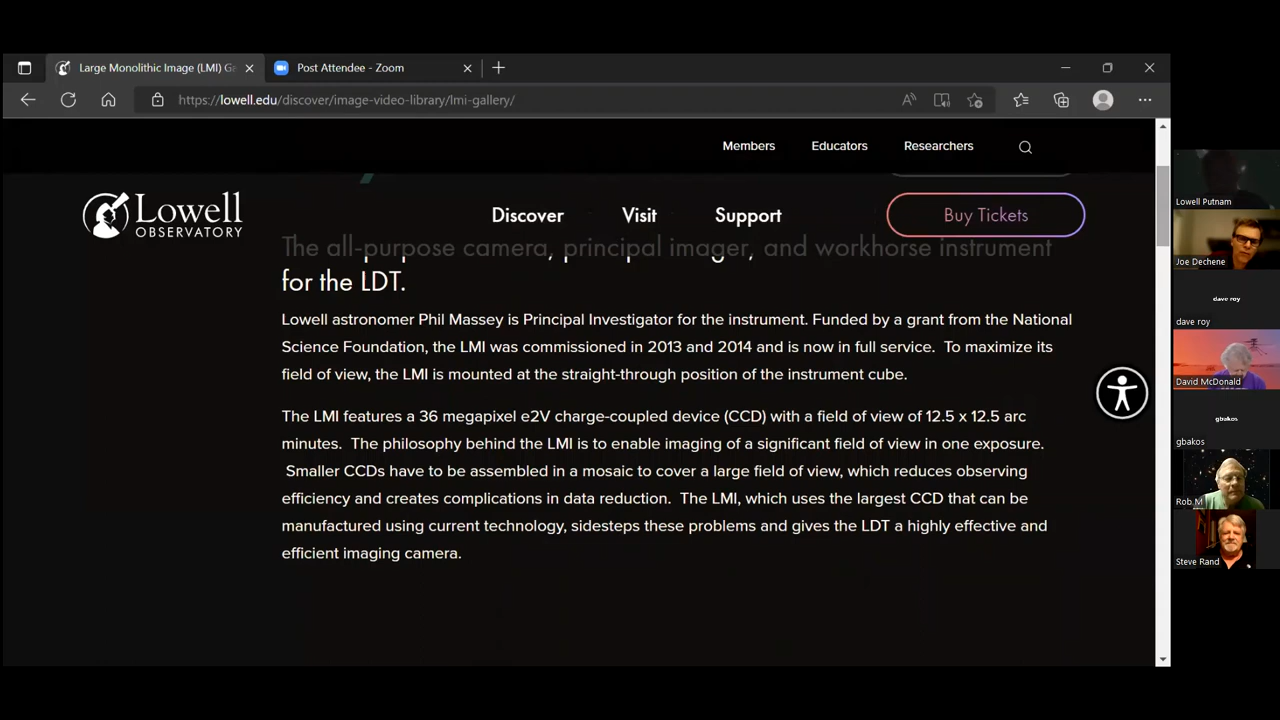 Large Monolithic Image (LMI) Ga
Post Attendee - Zoom
https://lowell.edu/discover/image-video-library/lmi-gallery/
Members Educators Researchers
Lowell
OBSERVATORY
Discover Visit Support Buy Tickets
The all-purpose camera, principal imager, and workhorse instrument
for the LDT.
Lowell astronomer Phil Massey is Principal Investigator for the instrument. Funded by a grant from the National
Science Foundation, the LMI was commissioned in 2013 and 2014 and is now in full service. To maximize its
field of view, the LMI is mounted at the straight-through position of the instrument cube.
The LMI features a 36 megapixel e2V charge-coupled device (CCD) with a field of view of 12.5 x 12.5 arc
minutes. The philosophy behind the LMI is to enable imaging of a significant field of view in one exposure.
Smaller CCDs have to be assembled in a mosaic to cover a large field of view, which reduces observing
efficiency and creates complications in data reduction. The LMI, which uses the largest CCD that can be
manufactured using current technology, sidesteps these problems and gives the LDT a highly effective and
efficient imaging camera.
Lowell Putnam
Joe Dechene
dave roy
dave roy
David McDonald
gbakos
gbakos
Rob M
Steve Rand